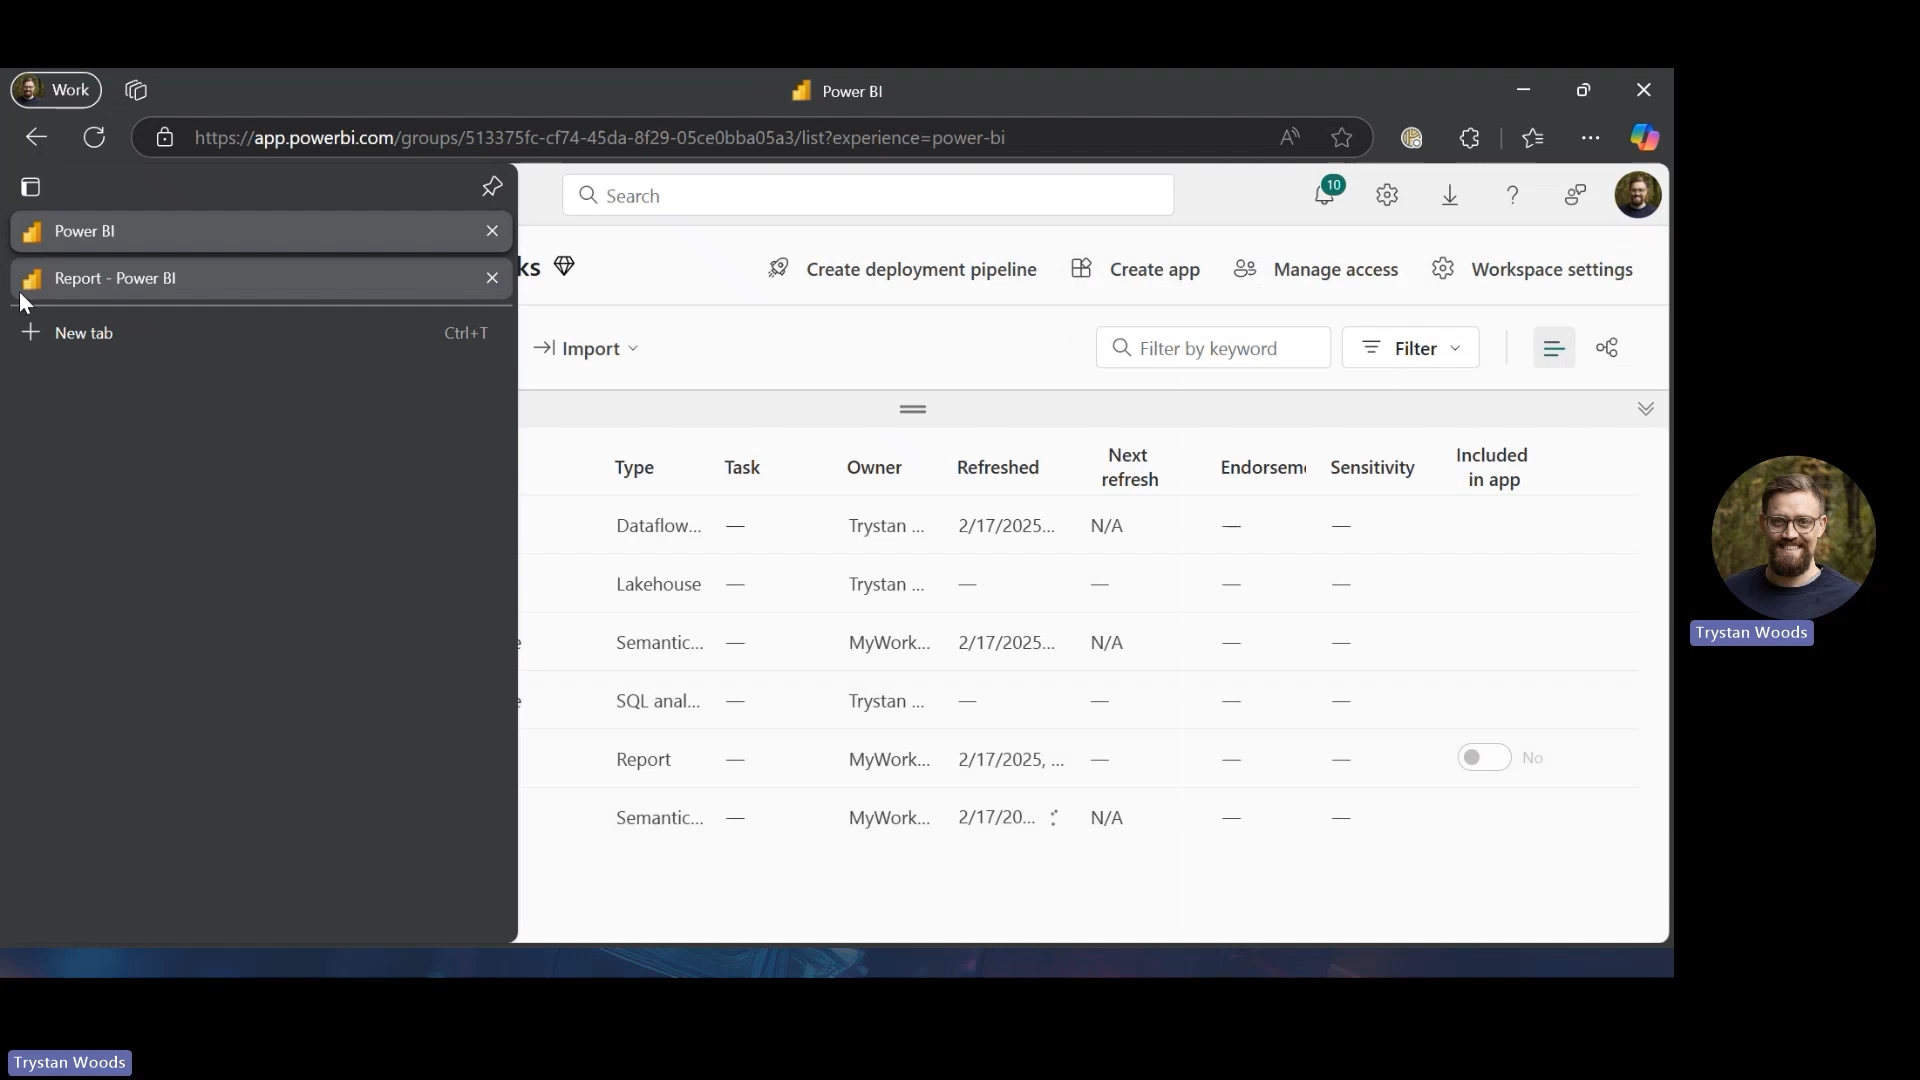 Work
Power BI
https://app.powerbi.com/groups/513375fc-cf74-45da-8f29-05ce0bba05a3/list?experience=power-bi
Search
10
Power BI
Report - Power BI
New tab
Ctrl+T
ks
Create deployment pipeline
Create app
Manage access
Workspace settings
Import
Filter by keyword
Filter
Type
Task
Owner
Refreshed
Next
refresh
Endorsem
Sensitivity
Included
in app
Dataflow... — Trystan ... 2/17/2025... N/A — —
Lakehouse — Trystan ... — — — —
e Semantic... — MyWork... 2/17/2025... N/A — —
e SQL anal... — Trystan ... — — — —
Report — MyWork... 2/17/2025, ... — — — No
Semantic... — MyWork... 2/17/20... N/A — —
Trystan Woods
Trystan Woods